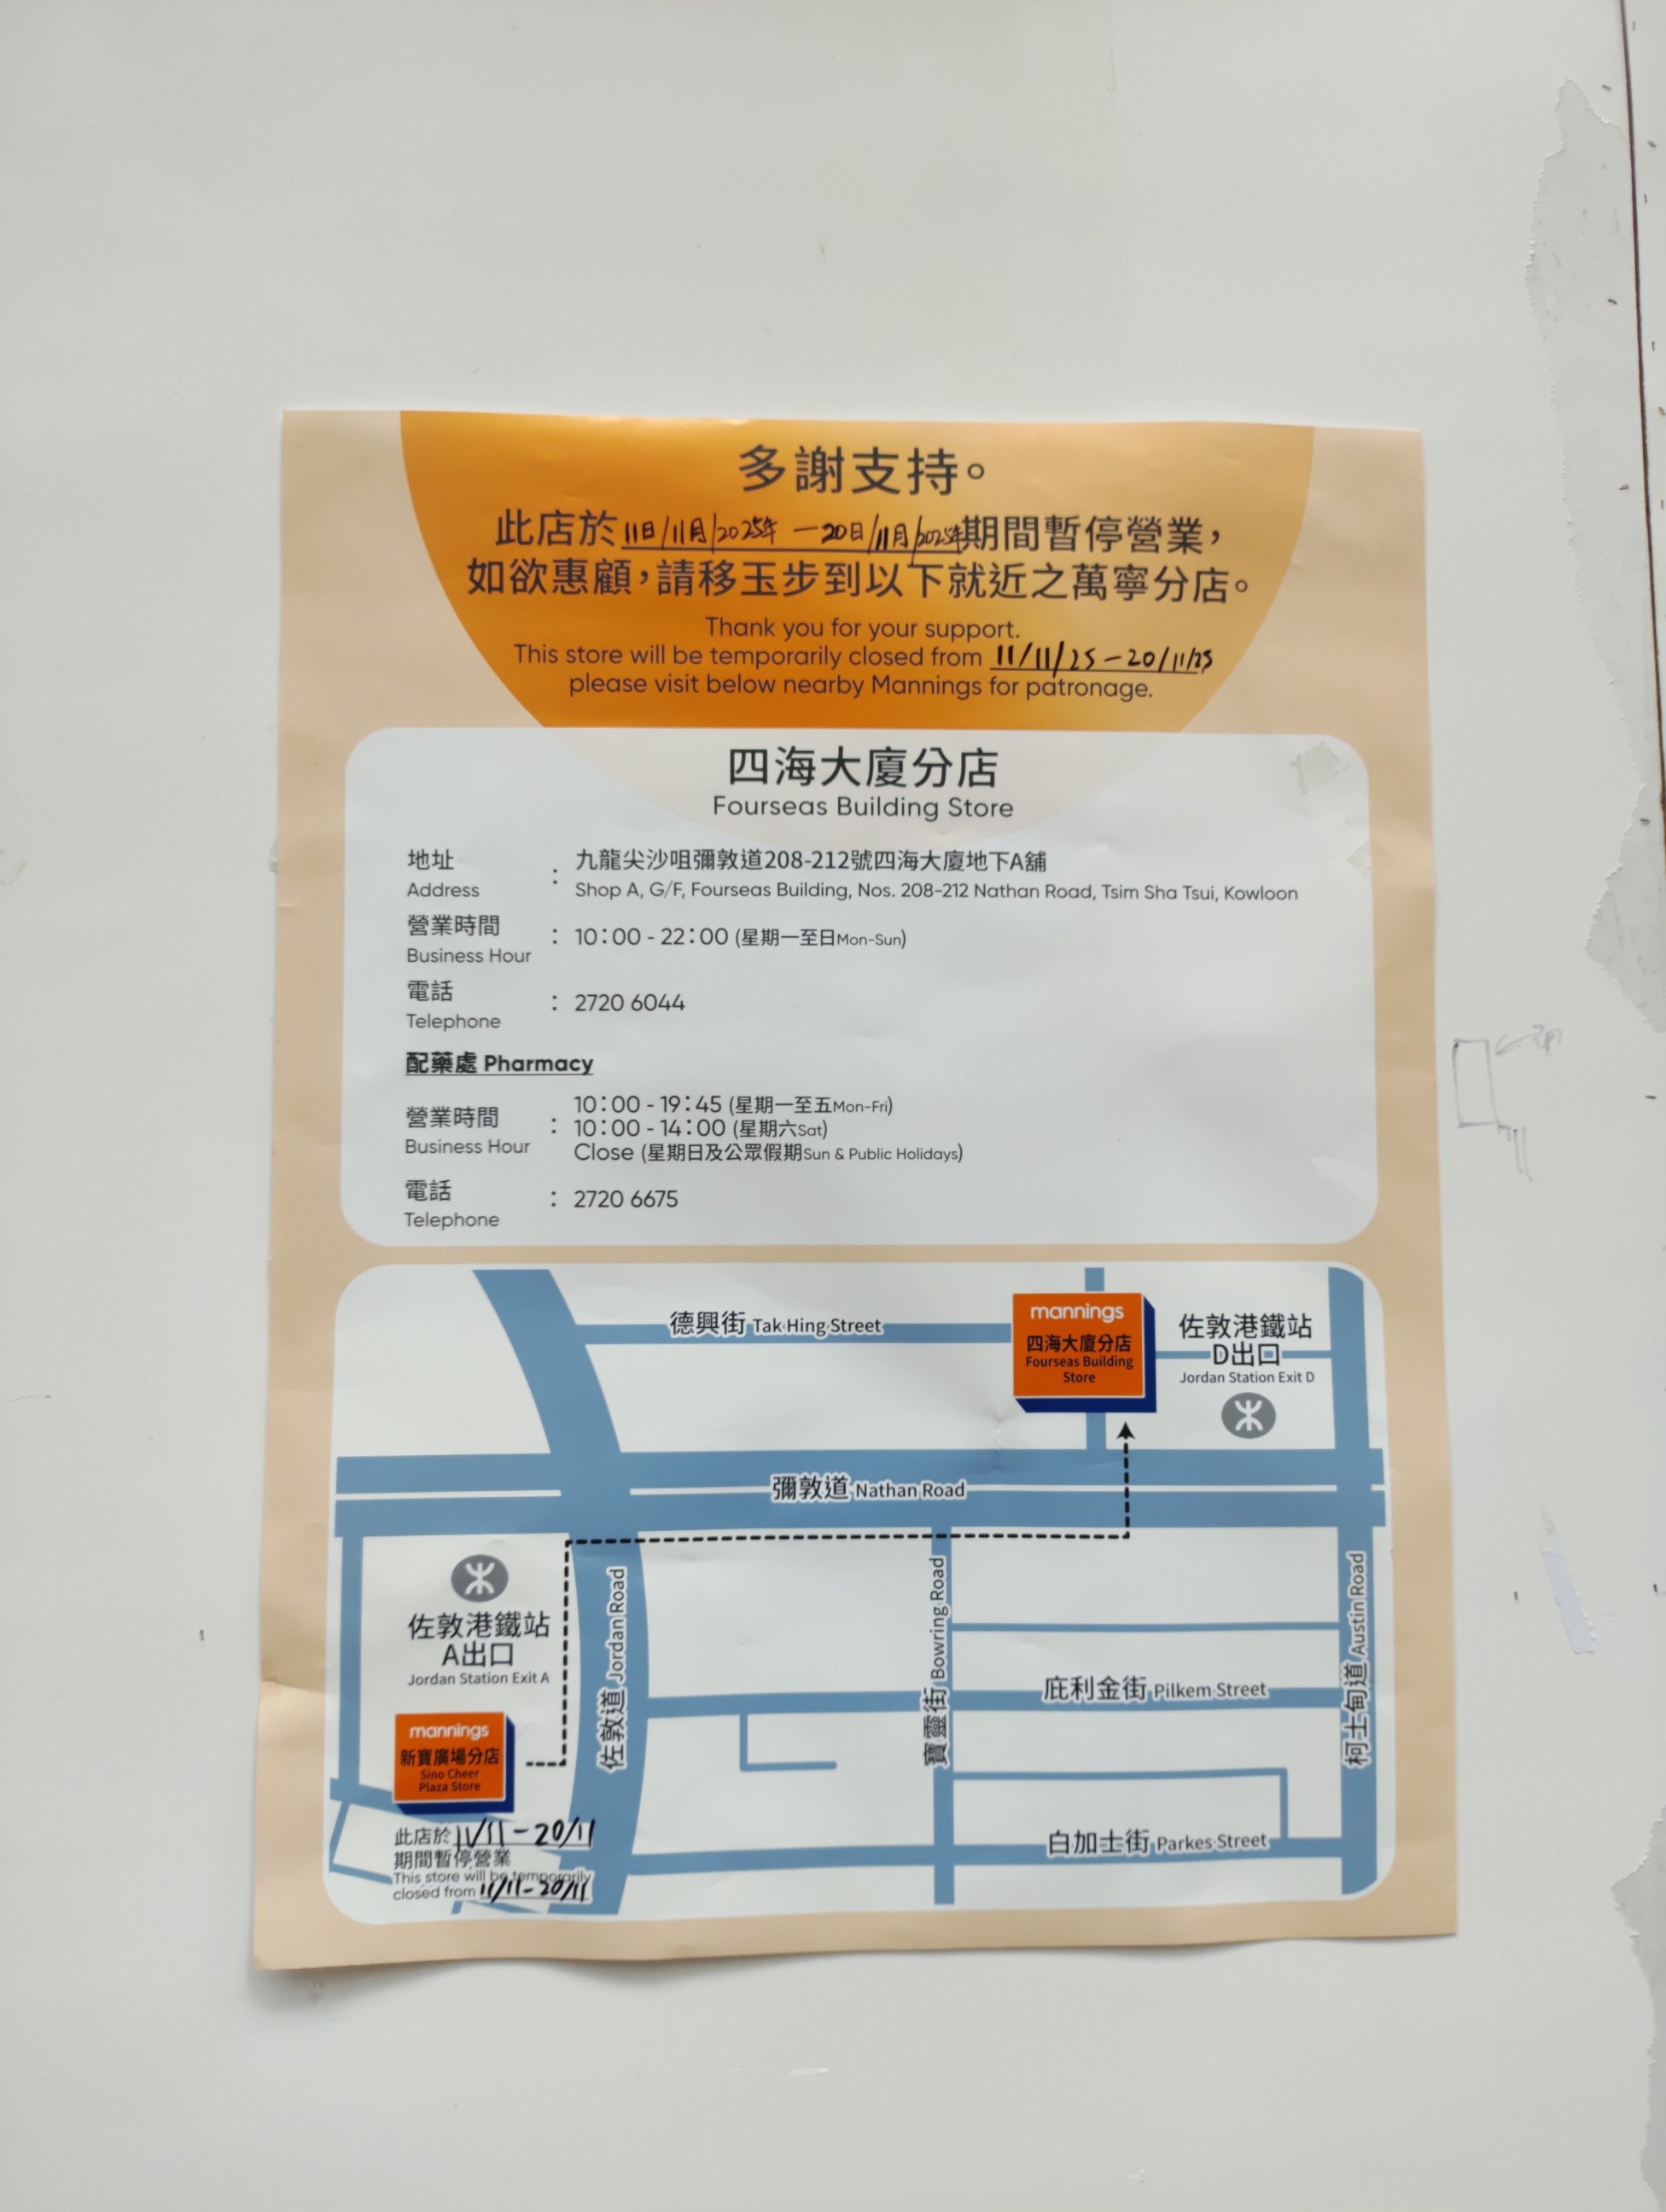 多謝支持。
此店於 11日/11月/2025年 — 20日/11月/2025年期間暫停營業，
如欲惠顧，請移玉步到以下就近之萬寧分店。
Thank you for your support.
This store will be temporarily closed from 11/11/25 - 20/11/25
please visit below nearby Mannings for patronage.
四海大廈分店
Fourseas Building Store
地址
Address
:
九龍尖沙咀彌敦道208-212號四海大廈地下A舖
Shop A, G/F, Fourseas Building, Nos. 208-212 Nathan Road, Tsim Sha Tsui, Kowloon
營業時間
Business Hour
: 10:00 - 22:00 (星期一至日Mon-Sun)
電話
Telephone
: 2720 6044
配藥處 Pharmacy
營業時間
Business Hour
:
10:00 - 19:45 (星期一至五Mon-Fri)
10:00 - 14:00 (星期六Sat)
Close (星期日及公眾假期Sun & Public Holidays)
電話
Telephone
: 2720 6675
德興街 Tak Hing Street
mannings
四海大廈分店
Fourseas Building
Store
佐敦港鐵站
D出口
Jordan Station Exit D
彌敦道 Nathan Road
佐敦港鐵站
A出口
Jordan Station Exit A
佐敦道 Jordan Road
寶靈街 Bowring Road
庇利金街 Pilkem Street
柯士甸道 Austin Road
白加士街 Parkes Street
mannings
新寶廣場分店
Sino Cheer
Plaza Store
此店於 11/11 - 20/11
期間暫停營業
This store will be temporarily
closed from 11/11 - 20/11